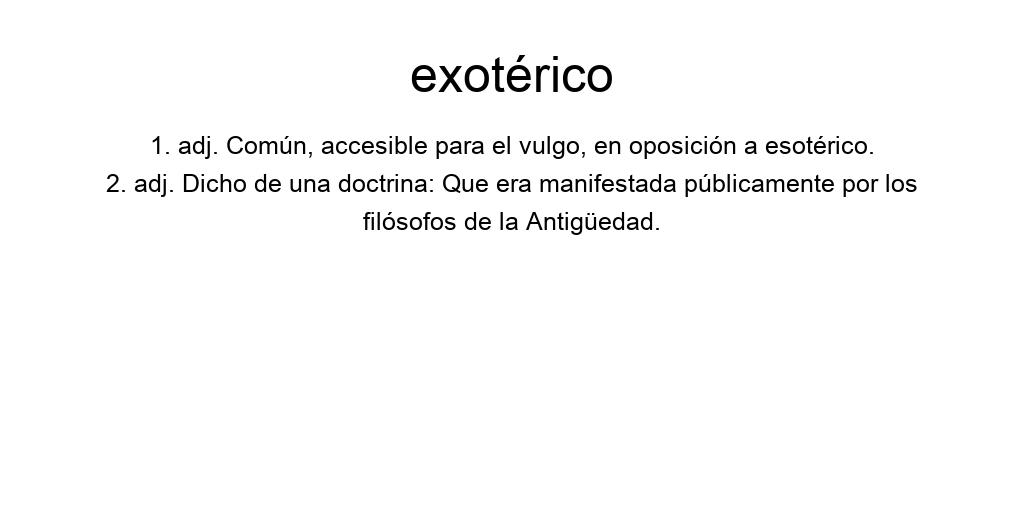 exotérico
1. adj. Común, accesible para el vulgo, en oposición a esotérico.
2. adj. Dicho de una doctrina: Que era manifestada públicamente por los
filósofos de la Antigüedad.